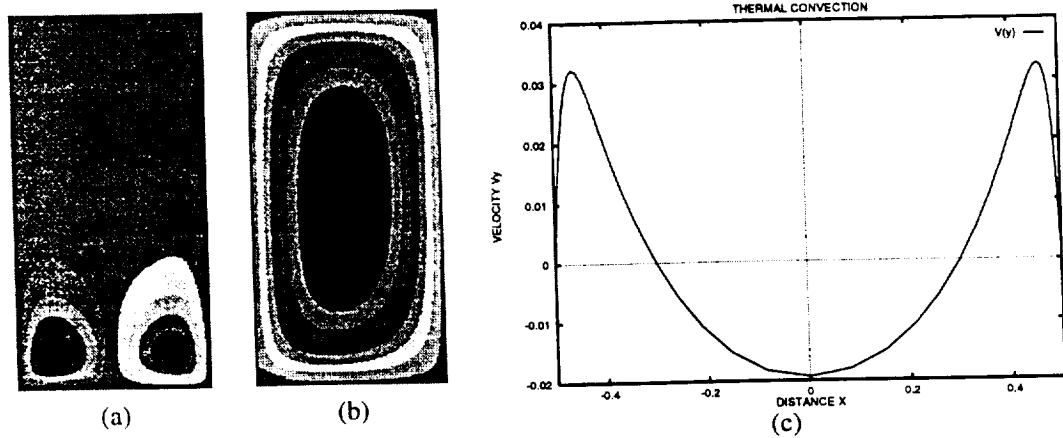 THERMAL CONVECTION
0.04
V(y)
0.03
0.02
0.01
0
-0.01
-0.02
VELOCITY Vy
-0.4
-0.2
0
0.2
0.4
DISTANCE X
(a)
(b)
(c)